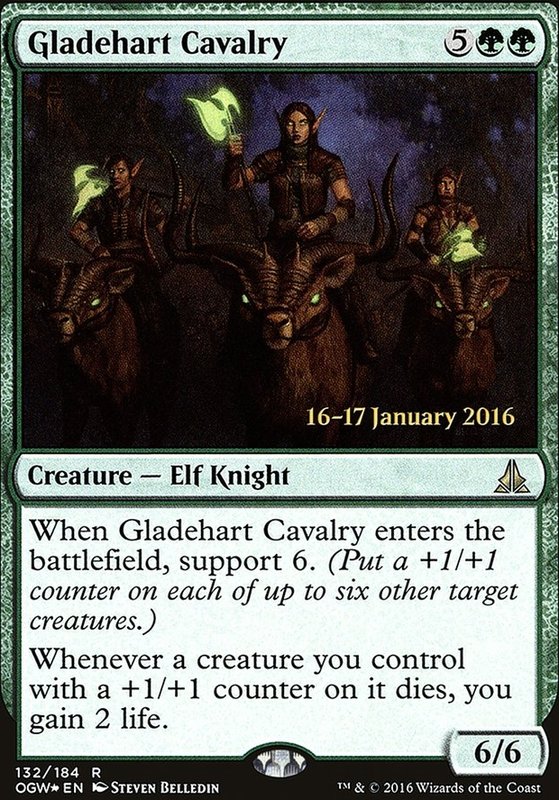 Gladehart Cavalry 5
16–17 January 2016
Creature — Elf Knight
When Gladehart Cavalry enters the
battlefield, support 6. (Put a +1/+1
counter on each of up to six other target
creatures.)
Whenever a creature you control
with a +1/+1 counter on it dies, you
gain 2 life.
6/6
132/184 R
OGW★EN Steven Belledin
™ & © 2016 Wizards of the Coast